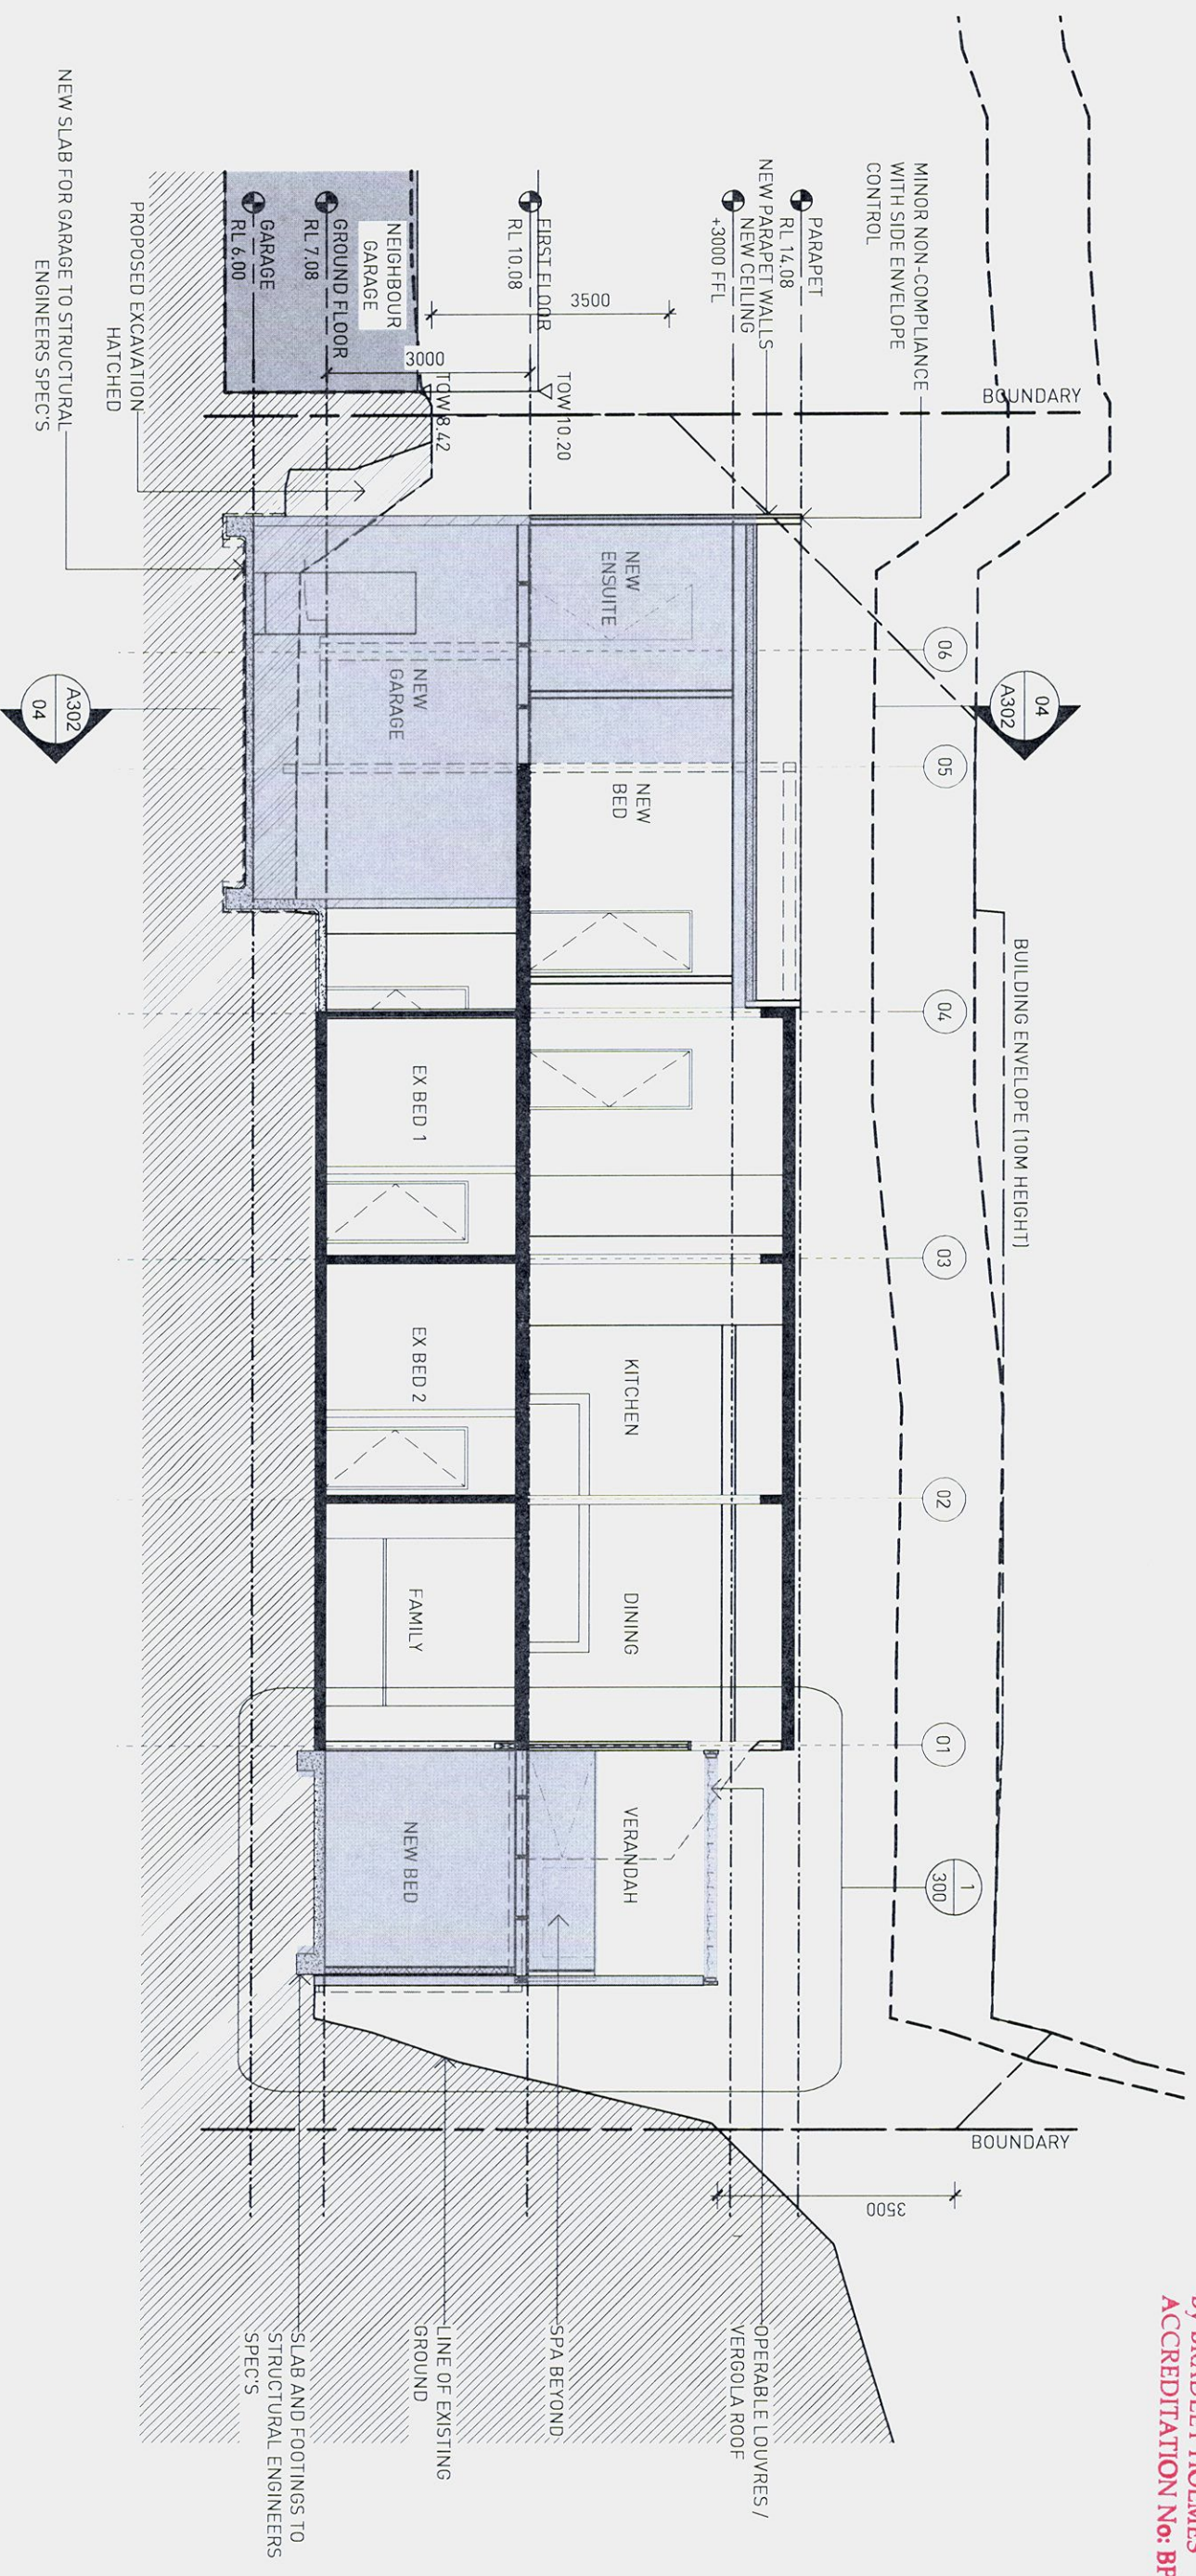 by BRADLEY HOLMES
ACCREDITATION No: BP
MINOR NON-COMPLIANCE
WITH SIDE ENVELOPE
CONTROL
PARAPET
RL 14.08
NEW PARAPET WALLS
NEW CEILING
+3000 FFL
FIRST FLOOR
RL 10.08
3500
3000
TOW 10.20
TOW 8.42
NEIGHBOUR
GARAGE
GROUND FLOOR
RL 7.08
GARAGE
RL 6.00
PROPOSED EXCAVATION
HATCHED
NEW SLAB FOR GARAGE TO STRUCTURAL
ENGINEERS SPEC'S
BOUNDARY
06
04
A302
05
BUILDING ENVELOPE (10M HEIGHT)
04
03
02
01
1
300
BOUNDARY
3500
NEW
ENSUITE
NEW
BED
KITCHEN
DINING
VERANDAH
NEW
GARAGE
EX BED 1
EX BED 2
FAMILY
NEW BED
A302
04
OPERABLE LOUVRES /
VERGOLA ROOF
SPA BEYOND
LINE OF EXISTING
GROUND
SLAB AND FOOTINGS TO
STRUCTURAL ENGINEERS
SPEC'S